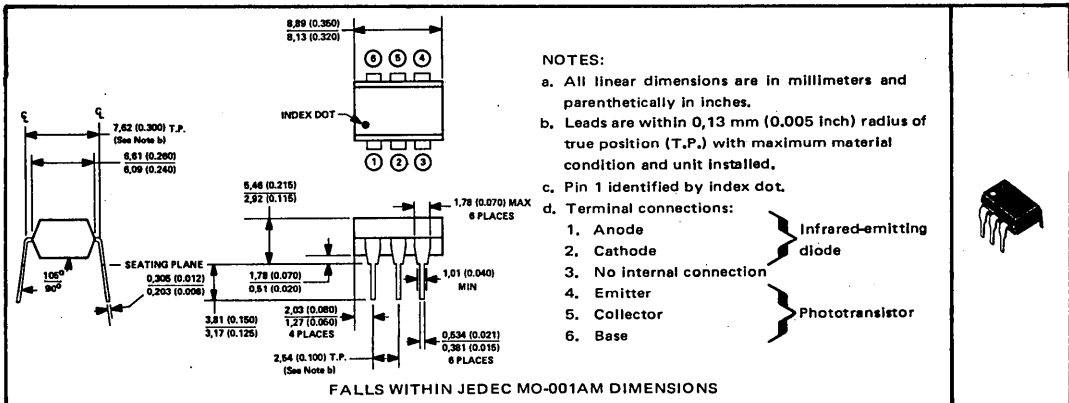 8,89 (0.350)
8,13 (0.320)
6 5 4
INDEX DOT
1 2 3
℄ ℄
7,62 (0.300) T.P.
(See Note b)
6,61 (0.260)
6,09 (0.240)
105°
90°
SEATING PLANE
0,305 (0.012)
0,203 (0.008)
5,46 (0.215)
2,92 (0.115)
1,78 (0.070) MAX
6 PLACES
1,78 (0.070)
0,51 (0.020)
1,01 (0.040)
MIN
3,81 (0.150)
3,17 (0.125)
2,03 (0.080)
1,27 (0.050)
4 PLACES
0,534 (0.021)
0,381 (0.015)
6 PLACES
2,54 (0.100) T.P.
(See Note b)
NOTES:
a. All linear dimensions are in millimeters and
parenthetically in inches.
b. Leads are within 0,13 mm (0.005 inch) radius of
true position (T.P.) with maximum material
condition and unit installed.
c. Pin 1 identified by index dot.
d. Terminal connections:
1. Anode
2. Cathode
Infrared-emitting
diode
3. No internal connection
4. Emitter
5. Collector
6. Base
Phototransistor
FALLS WITHIN JEDEC MO-001AM DIMENSIONS